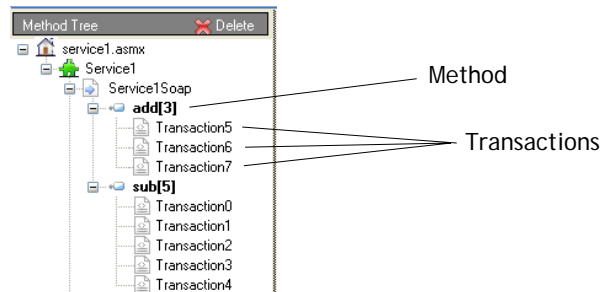 Method Tree Delete
service1.asmx
Service1
Service1Soap
add[3]
Transaction5
Transaction6
Transaction7
sub[5]
Transaction0
Transaction1
Transaction2
Transaction3
Transaction4
Method
Transactions